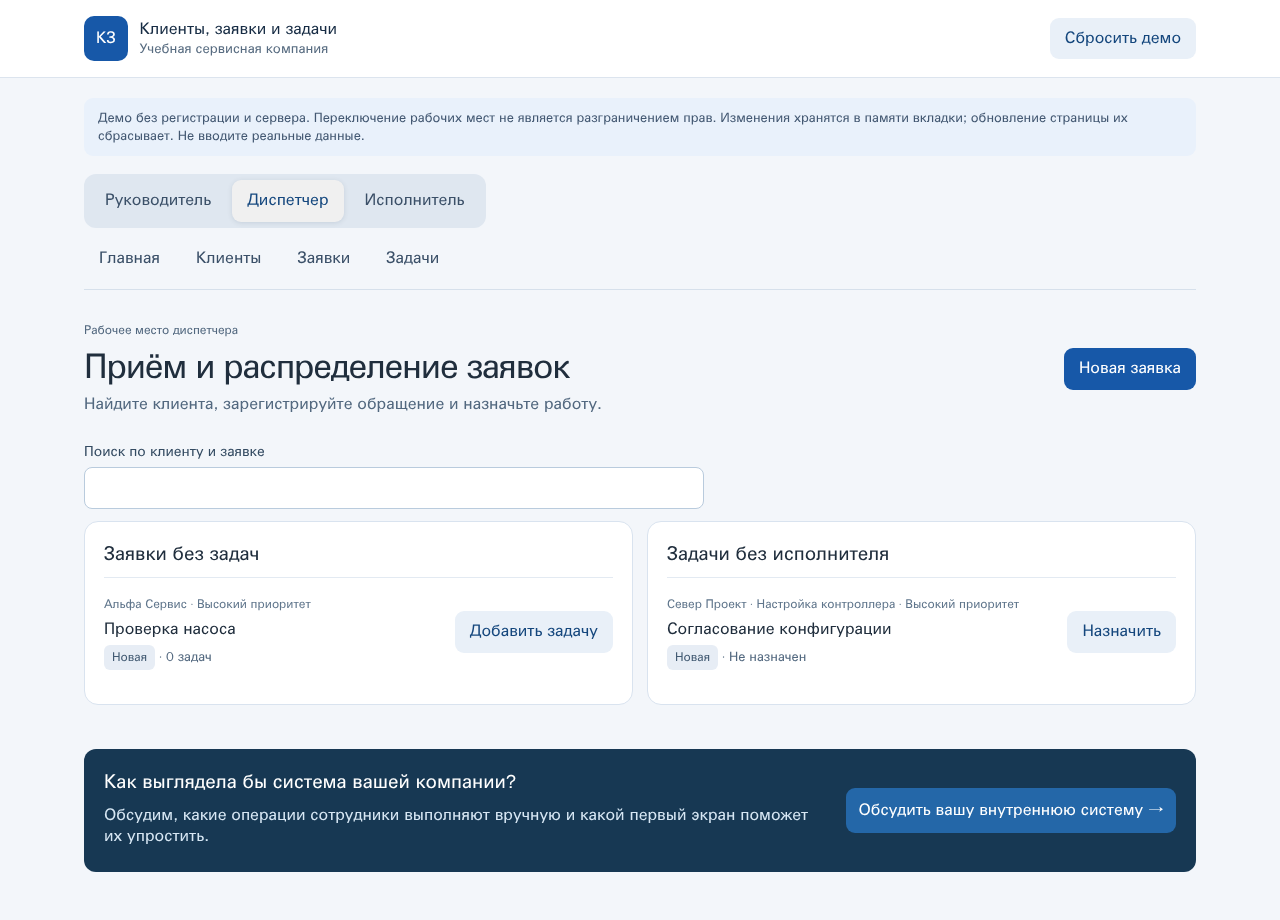 КЗ
Клиенты, заявки и задачи
Учебная сервисная компания
Сбросить демо
Демо без регистрации и сервера. Переключение рабочих мест не является разграничением прав. Изменения хранятся в памяти вкладки; обновление страницы их
сбрасывает. Не вводите реальные данные.
Руководитель
Диспетчер
Исполнитель
Главная
Клиенты
Заявки
Задачи
Рабочее место диспетчера
Приём и распределение заявок
Найдите клиента, зарегистрируйте обращение и назначьте работу.
Новая заявка
Поиск по клиенту и заявке
Заявки без задач
Альфа Сервис · Высокий приоритет
Проверка насоса
Новая · 0 задач
Добавить задачу
Задачи без исполнителя
Север Проект · Настройка контроллера · Высокий приоритет
Согласование конфигурации
Новая · Не назначен
Назначить
Как выглядела бы система вашей компании?
Обсудим, какие операции сотрудники выполняют вручную и какой первый экран поможет
их упростить.
Обсудить вашу внутреннюю систему →